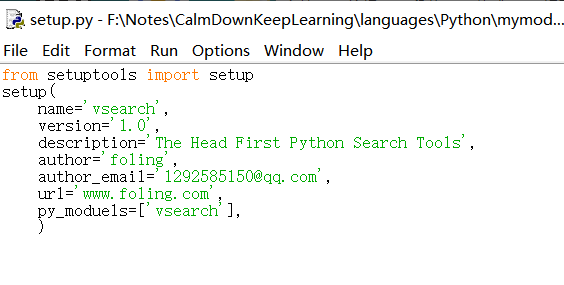 setup.py - F:\Notes\CalmDownKeepLearning\languages\Python\mymod...
File Edit Format Run Options Window Help
from setuptools import setup
setup(
    name='vsearch',
    version='1.0',
    description='The Head First Python Search Tools',
    author='foling',
    author_email='1292585150@qq.com',
    url='www.foling.com',
    py_moduels=['vsearch'],
    )